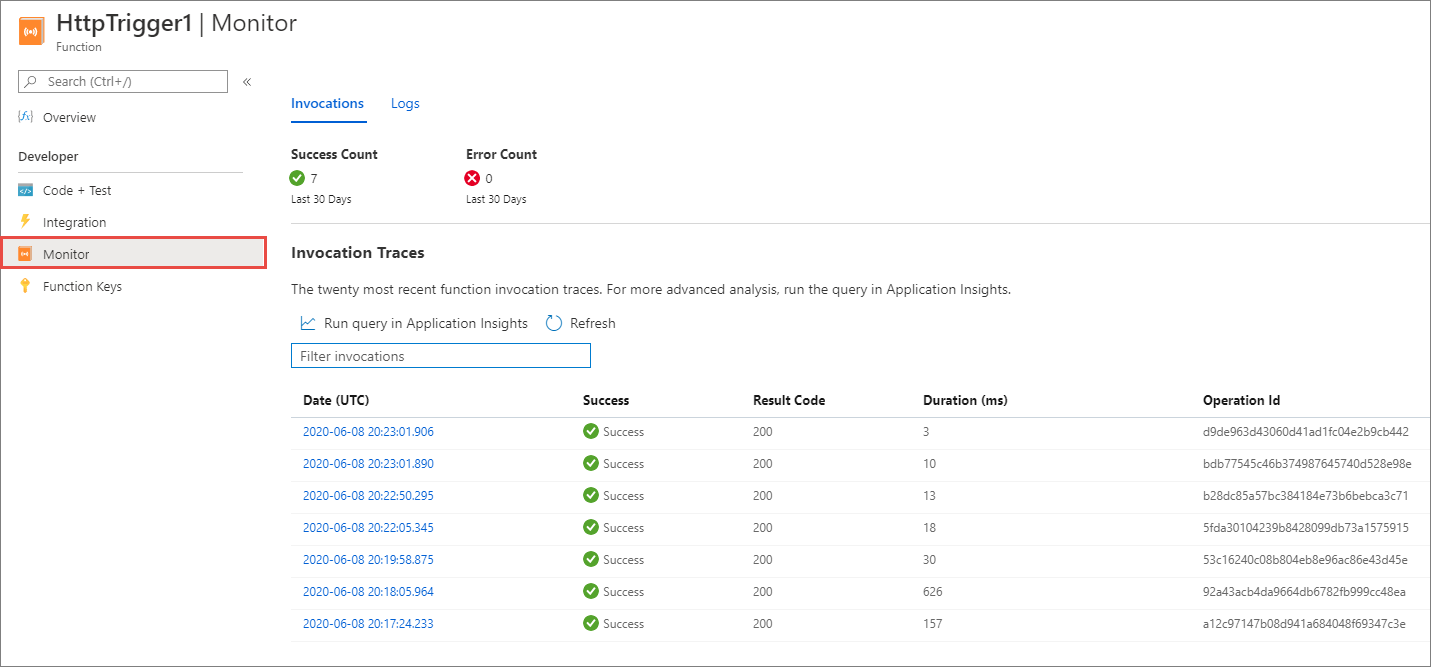 HttpTrigger1 | Monitor
Function
Search (Ctrl+/)
«
Overview
Developer
Code + Test
Integration
Monitor
Function Keys
Invocations Logs
Success Count Error Count
7 0
Last 30 Days Last 30 Days
Invocation Traces
The twenty most recent function invocation traces. For more advanced analysis, run the query in Application Insights.
Run query in Application Insights Refresh
Filter invocations
Date (UTC) Success Result Code Duration (ms) Operation Id
2020-06-08 20:23:01.906 Success 200 3 d9de963d43060d41ad1fc04e2b9cb442
2020-06-08 20:23:01.890 Success 200 10 bdb77545c46b374987645740d528e98e
2020-06-08 20:22:50.295 Success 200 13 b28dc85a57bc384184e73b6bebca3c71
2020-06-08 20:22:05.345 Success 200 18 5fda30104239b8428099db73a1575915
2020-06-08 20:19:58.875 Success 200 30 53c16240c08b804eb8e96ac86e43d45e
2020-06-08 20:18:05.964 Success 200 626 92a43acb4da9664db6782fb999cc48ea
2020-06-08 20:17:24.233 Success 200 157 a12c97147b08d941a684048f69347c3e